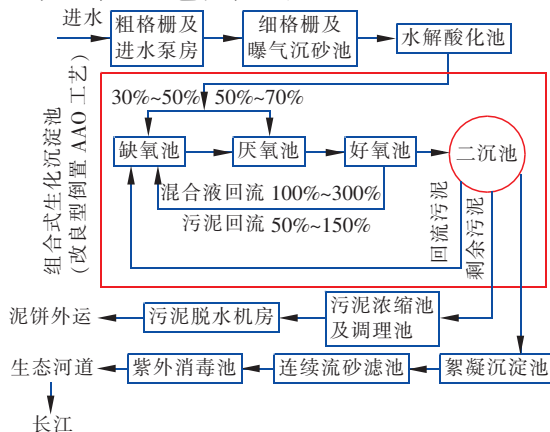 进水
粗格栅及
进水泵房
细格栅及
曝气沉砂池
水解酸化池
组合式生化沉淀池
(改良型倒置 AAO 工艺)
30%~50%
50%~70%
缺氧池
厌氧池
好氧池
二沉池
混合液回流 100%~300%
污泥回流 50%~150%
回流污泥
剩余污泥
泥饼外运
污泥脱水机房
污泥浓缩池
及调理池
生态河道
紫外消毒池
连续流砂滤池
絮凝沉淀池
长江